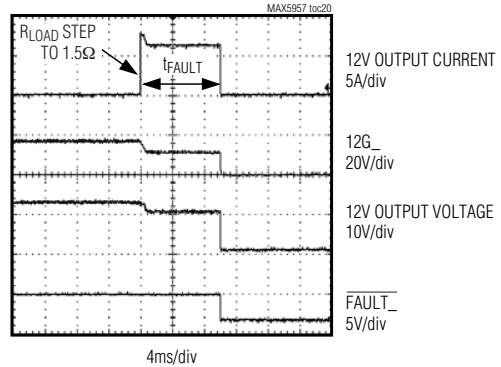 MAX5957 toc20
RLOAD STEP
TO 1.5Ω
tFAULT
12V OUTPUT CURRENT
5A/div
12G_
20V/div
12V OUTPUT VOLTAGE
10V/div
FAULT_
5V/div
4ms/div